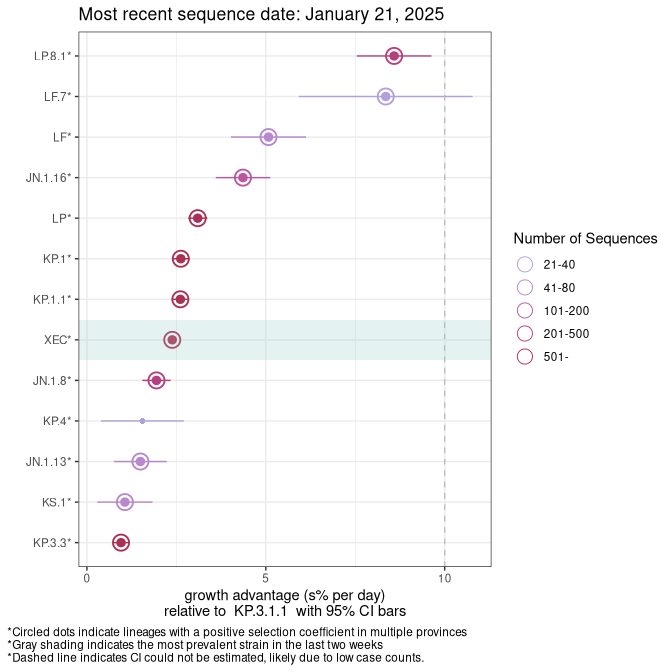 Most recent sequence date: January 21, 2025
LP.8.1*
LF.7*
LF*
JN.1.16*
LP*
KP.1*
KP.1.1*
XEC*
JN.1.8*
KP.4*
JN.1.13*
KS.1*
KP.3.3*
0 5 10
growth advantage (s% per day)
relative to KP.3.1.1 with 95% CI bars
Number of Sequences
21-40
41-80
101-200
201-500
501-
*Circled dots indicate lineages with a positive selection coefficient in multiple provinces
*Gray shading indicates the most prevalent strain in the last two weeks
*Dashed line indicates CI could not be estimated, likely due to low case counts.